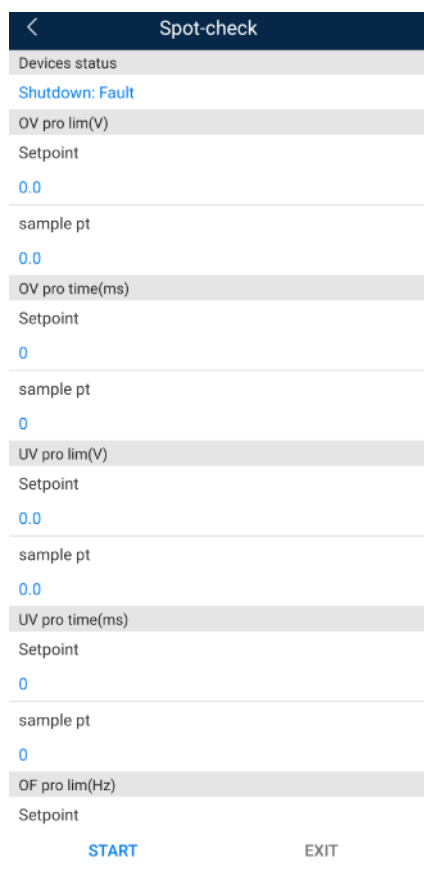 Spot-check
Devices status
Shutdown: Fault
OV pro lim(V)
Setpoint
0.0
sample pt
0.0
OV pro time(ms)
Setpoint
0
sample pt
0
UV pro lim(V)
Setpoint
0.0
sample pt
0.0
UV pro time(ms)
Setpoint
0
sample pt
0
OF pro lim(Hz)
Setpoint
START EXIT